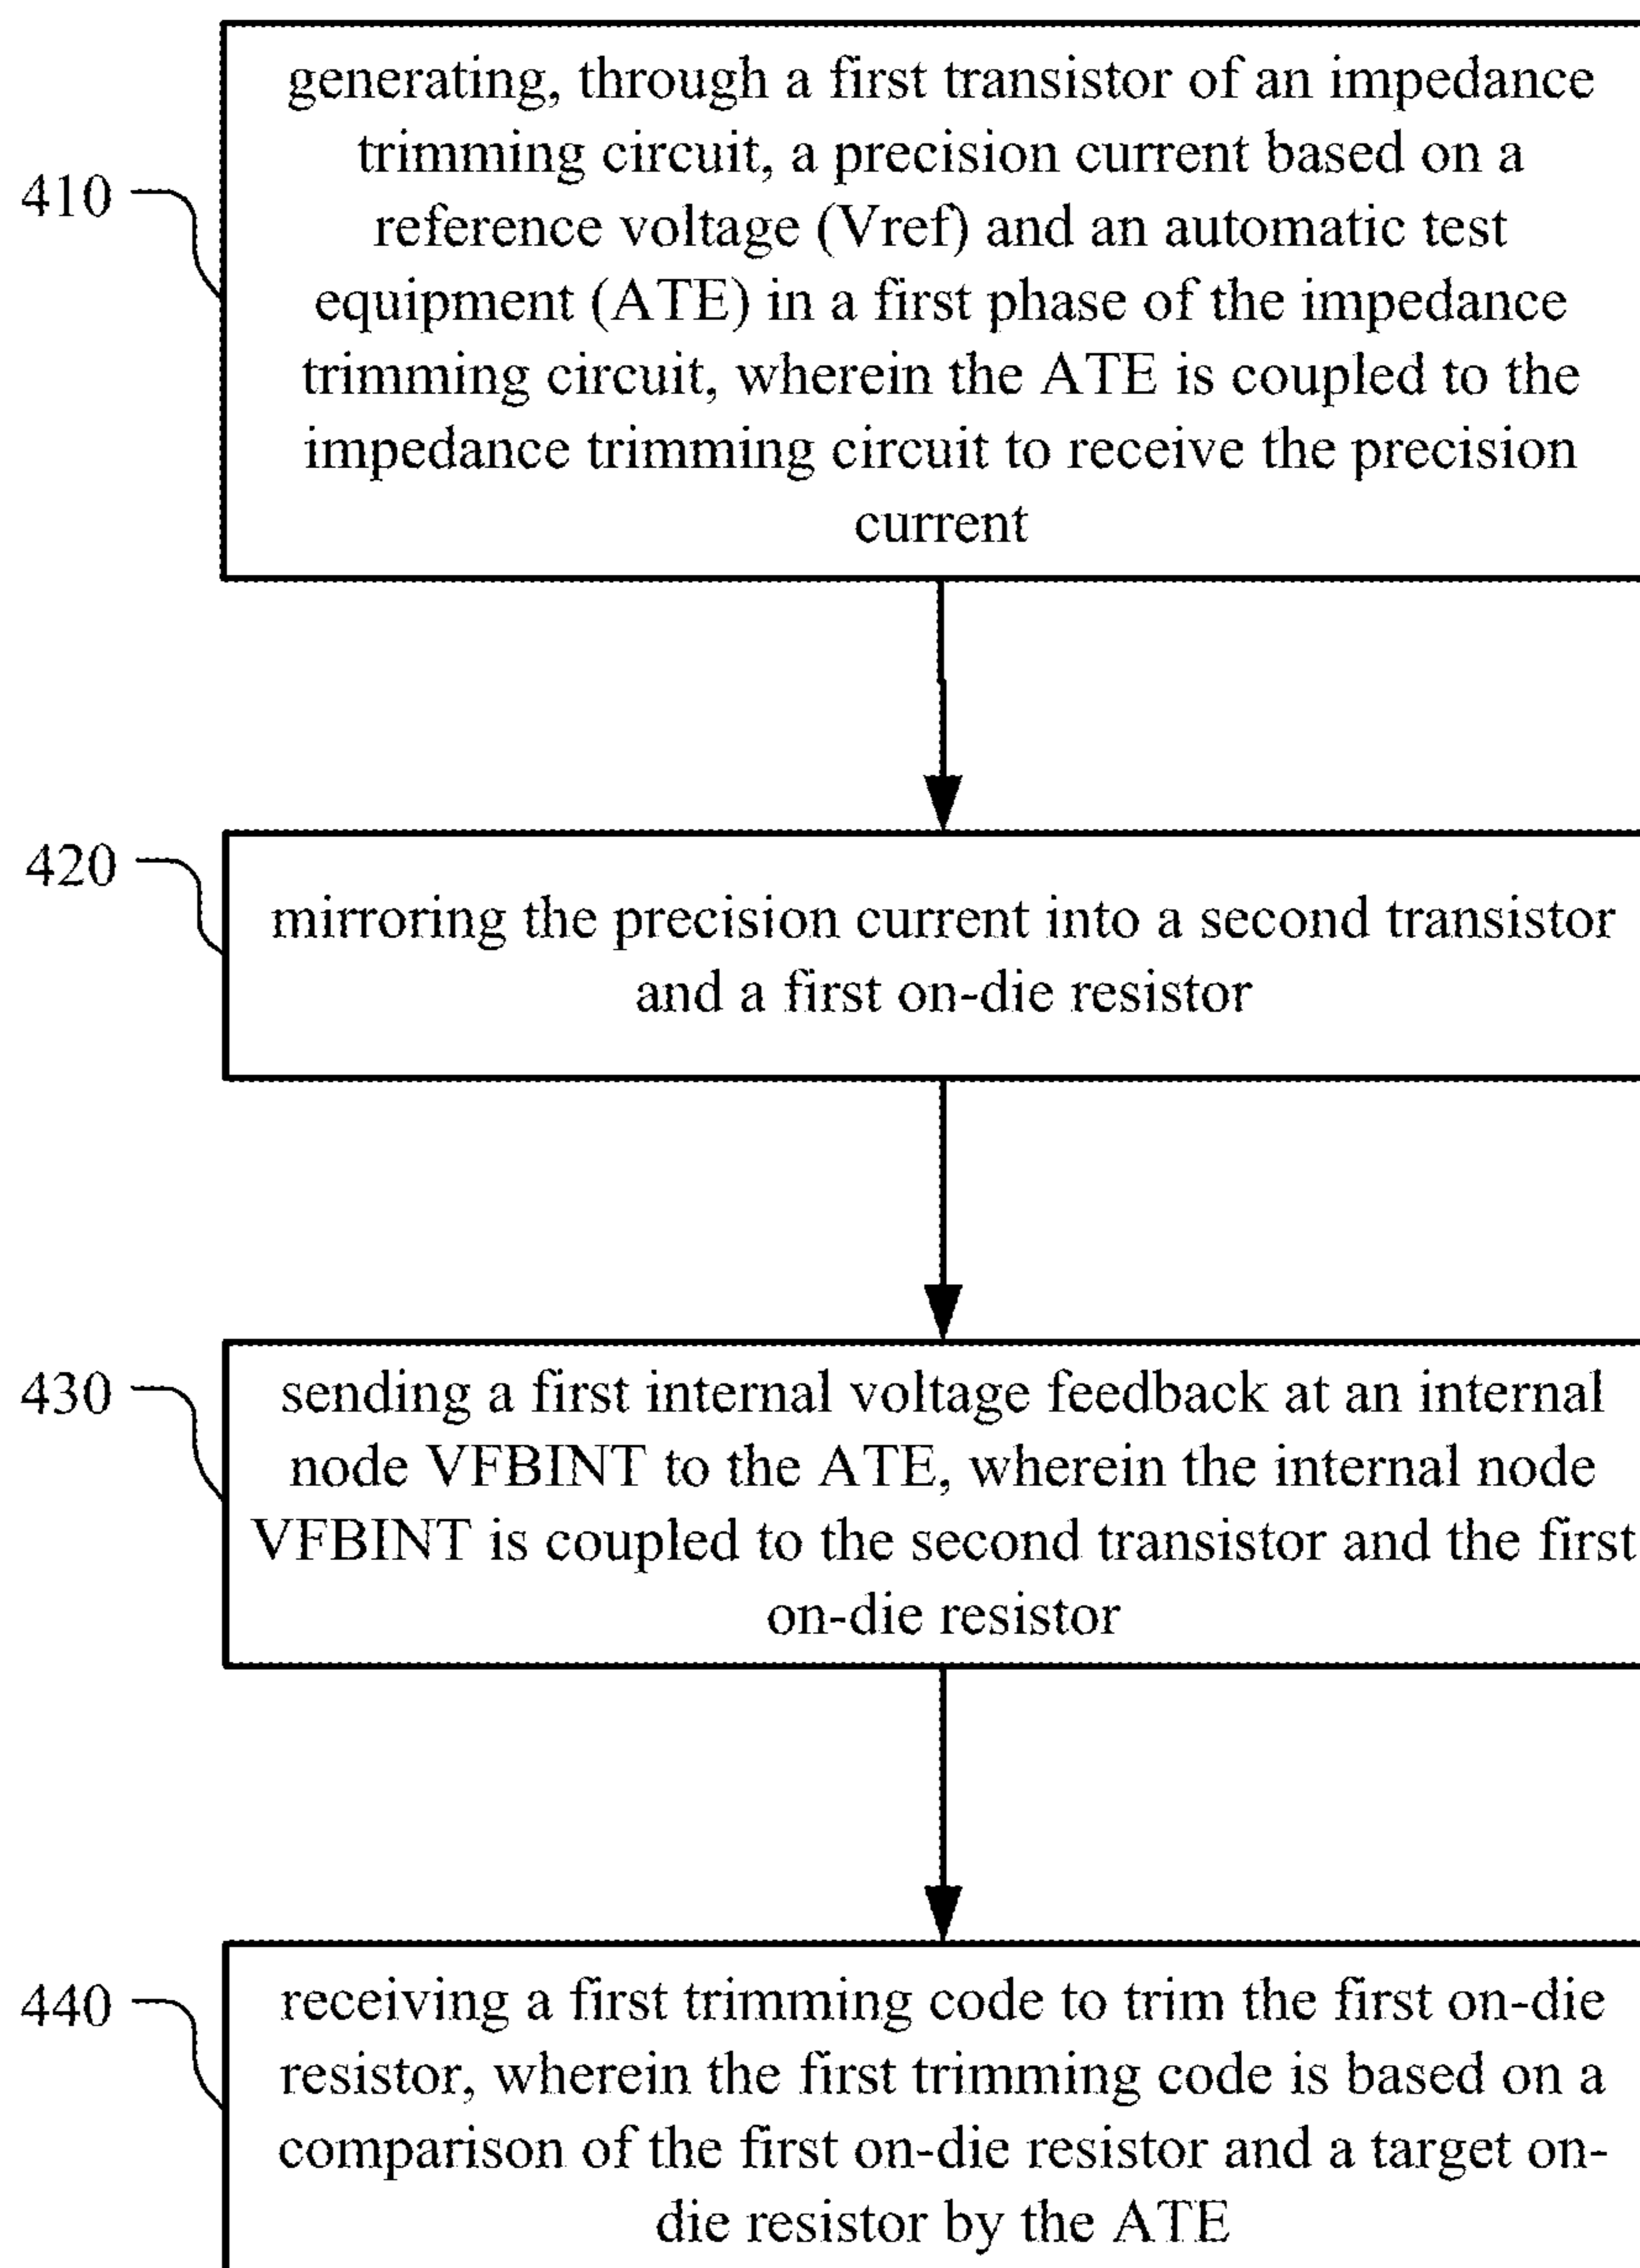 410
generating, through a first transistor of an impedance
trimming circuit, a precision current based on a
reference voltage (Vref) and an automatic test
equipment (ATE) in a first phase of the impedance
trimming circuit, wherein the ATE is coupled to the
impedance trimming circuit to receive the precision
current
420
mirroring the precision current into a second transistor
and a first on-die resistor
430
sending a first internal voltage feedback at an internal
node VFBINT to the ATE, wherein the internal node
VFBINT is coupled to the second transistor and the first
on-die resistor
440
receiving a first trimming code to trim the first on-die
resistor, wherein the first trimming code is based on a
comparison of the first on-die resistor and a target on-
die resistor by the ATE